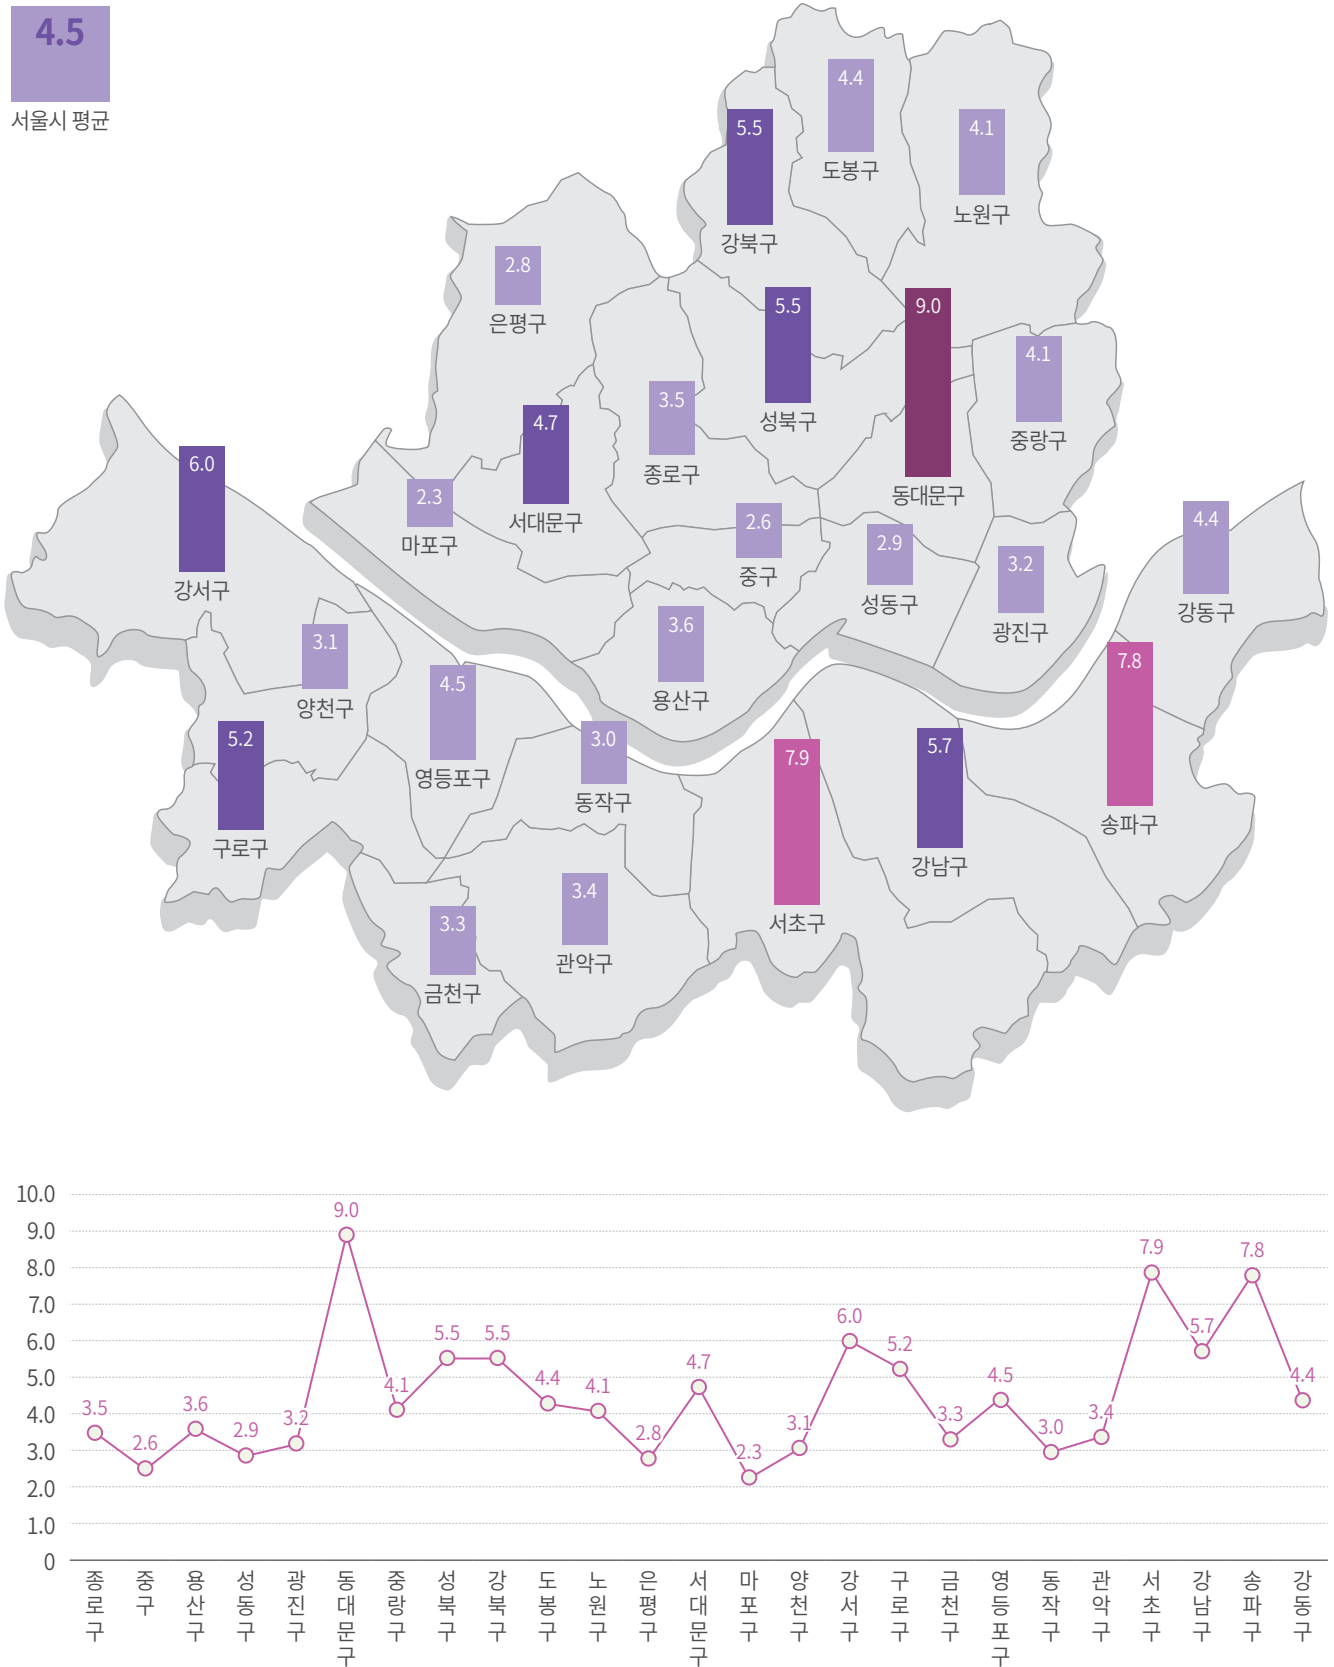 4.5
서울시 평균
4.4
도봉구
5.5
강북구
4.1
노원구
2.8
은평구
5.5
성북구
9.0
동대문구
4.1
중랑구
3.5
종로구
4.7
서대문구
6.0
강서구
2.3
마포구
2.6
중구
2.9
성동구
3.2
광진구
4.4
강동구
3.1
양천구
3.6
용산구
4.5
영등포구
7.8
송파구
5.2
구로구
3.0
동작구
7.9
서초구
5.7
강남구
3.4
관악구
3.3
금천구
10.0
9.0
8.0
7.0
6.0
5.0
4.0
3.0
2.0
1.0
0
3.5
2.6
3.6
2.9
3.2
9.0
4.1
5.5
5.5
4.4
4.1
2.8
4.7
2.3
3.1
6.0
5.2
3.3
4.5
3.0
3.4
7.9
5.7
7.8
4.4
종로구
중구
용산구
성동구
광진구
동대문구
중랑구
성북구
강북구
도봉구
노원구
은평구
서대문구
마포구
양천구
강서구
구로구
금천구
영등포구
동작구
관악구
서초구
강남구
송파구
강동구